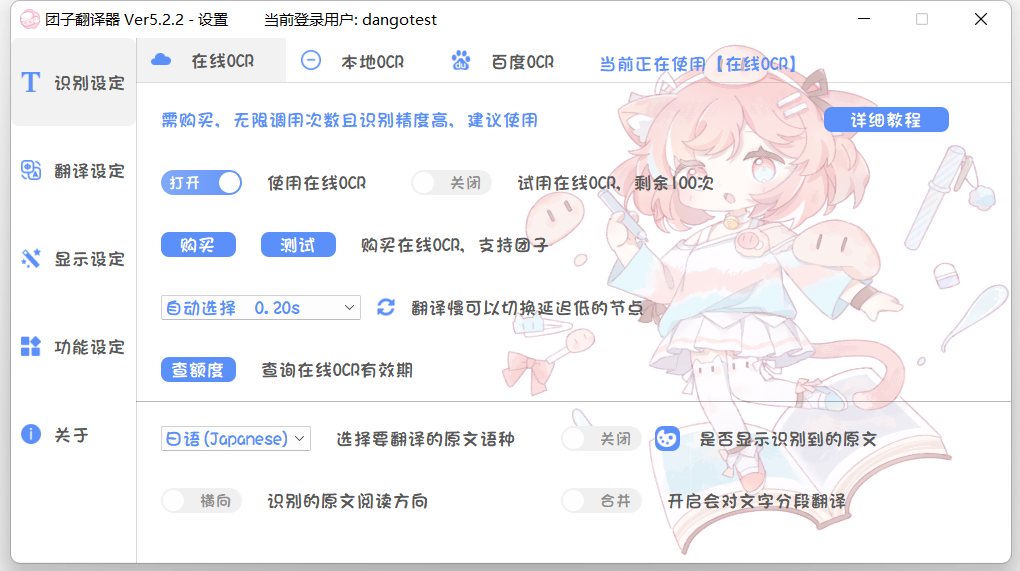 团子翻译器 Ver5.2.2 - 设置 当前登录用户: dangotest
识别设定
翻译设定
显示设定
功能设定
关于
在线OCR 本地OCR 百度OCR 当前正在使用【在线OCR】
需购买，无限调用次数且识别精度高，建议使用 详细教程
打开 使用在线OCR 关闭 试用在线OCR，剩余100次
购买 测试 购买在线OCR，支持团子
自动选择 0.20s 翻译慢可以切换延迟低的节点
查额度 查询在线OCR有效期
日语(Japanese) 选择要翻译的原文语种 关闭 是否显示识别到的原文
横向 识别的原文阅读方向 合并 开启会对文字分段翻译